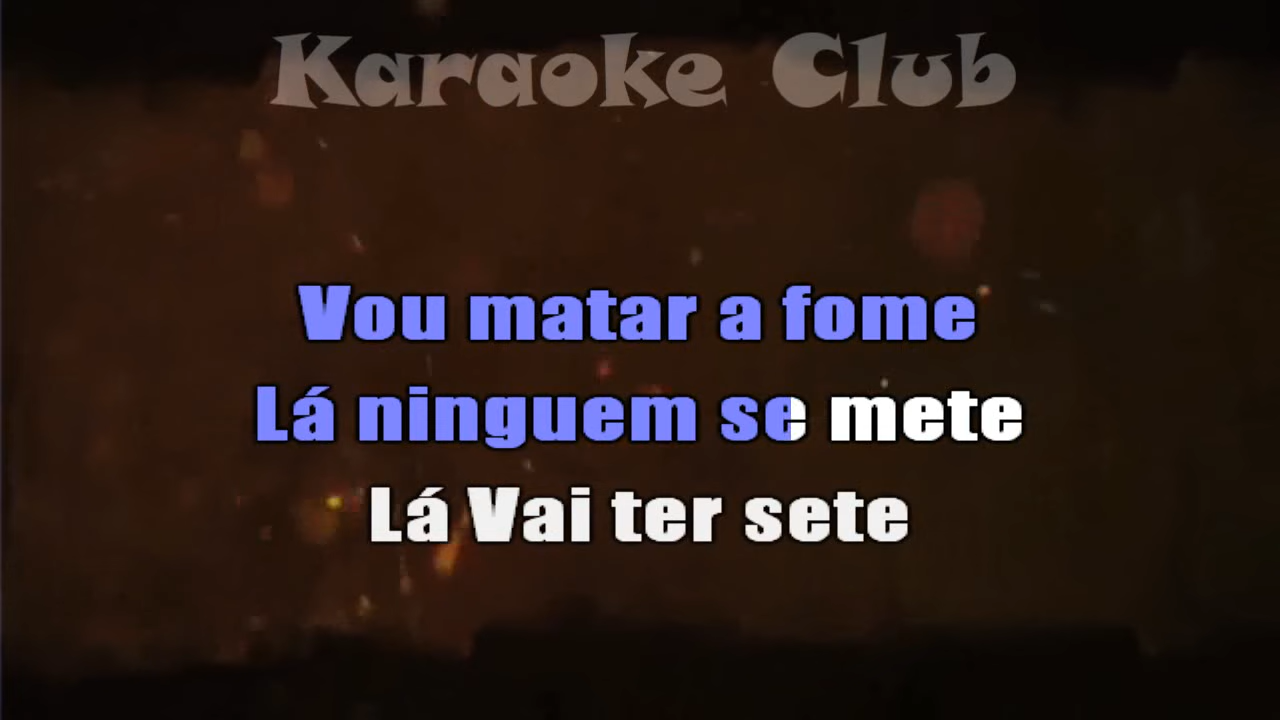 Karaoke Club
Vou matar a fome
Lá ninguem se mete
Lá Vai ter sete